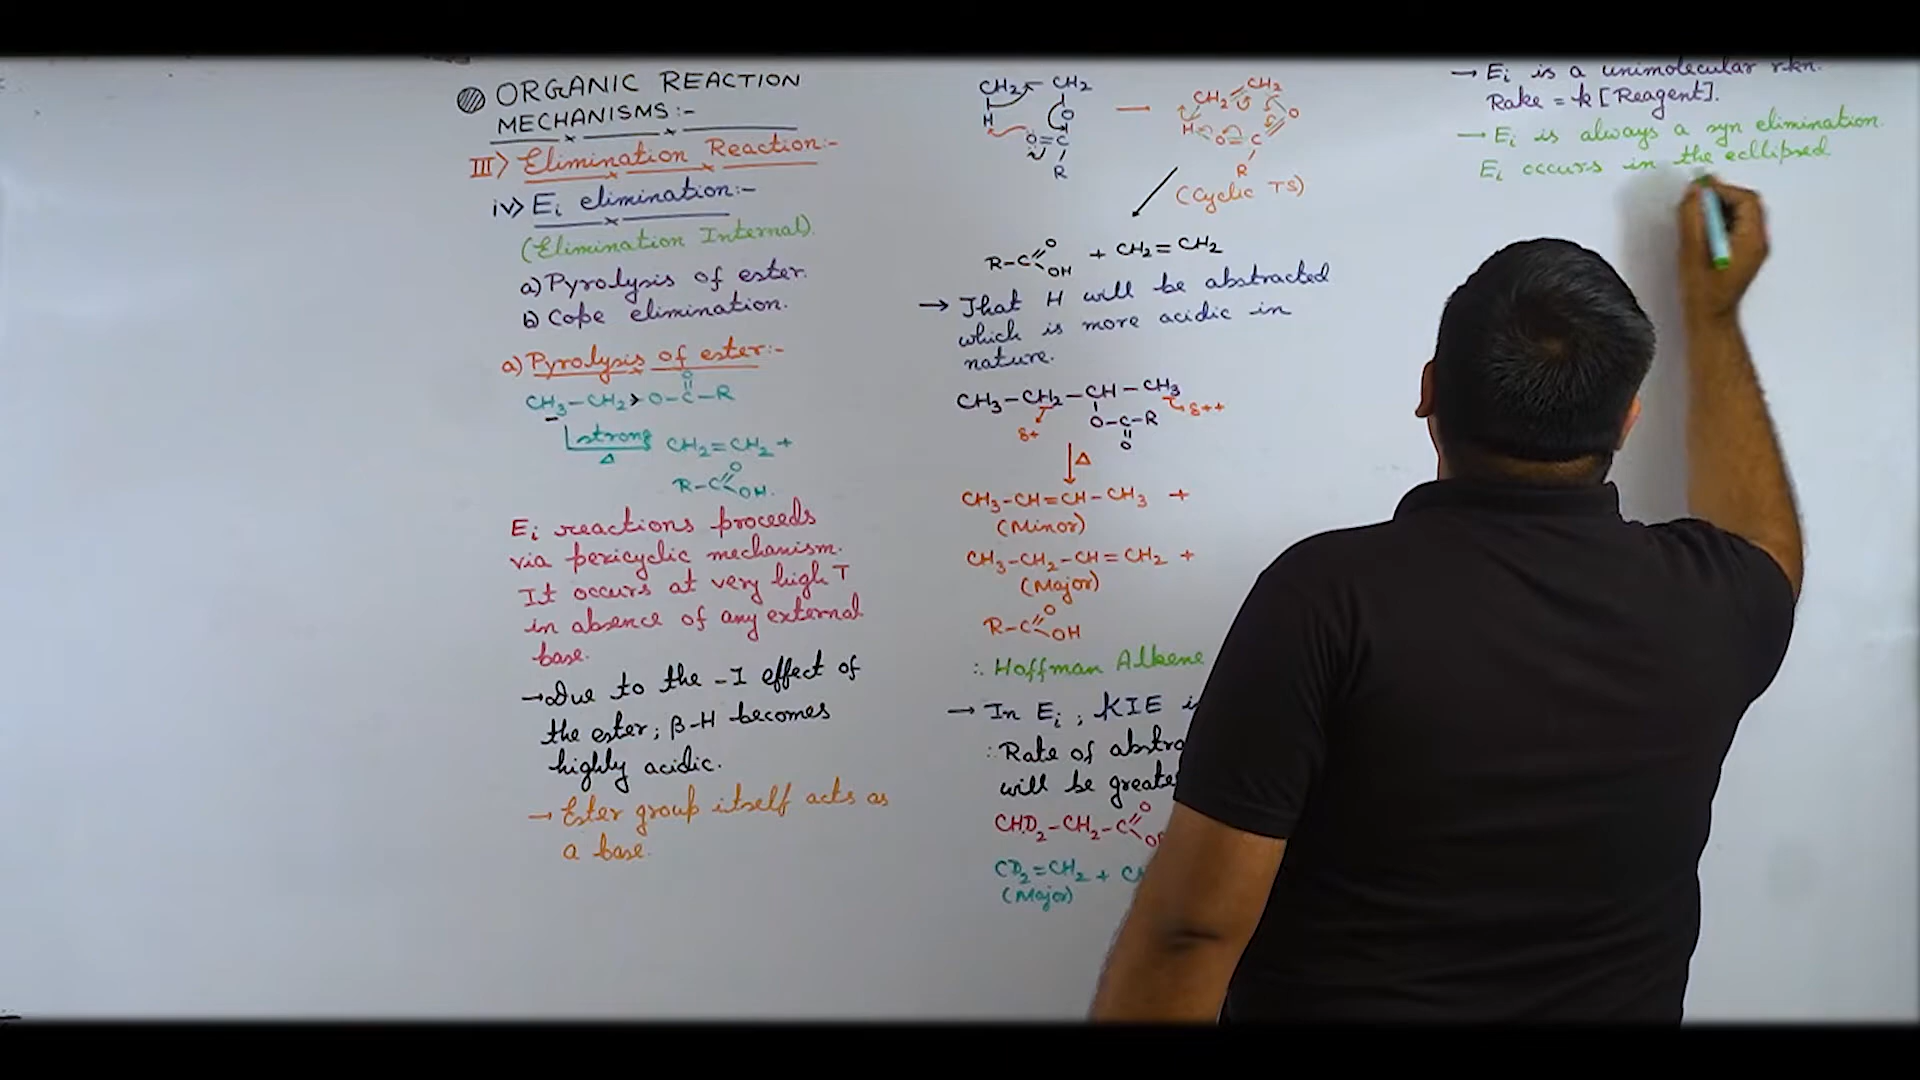 ORGANIC REACTION
MECHANISMS:-
III> Elimination Reaction:-
iv> Ei elimination:-
(Elimination Internal).
a) Pyrolysis of ester.
b) Cope elimination.
a) Pyrolysis of ester:-
CH3-CH2>O-C-R
O
strong
Δ
CH2=CH2 +
R-C
O
OH.
Ei reactions proceeds
via pericyclic mechanism.
It occurs at very high T
in absence of any external
base.
→Due to the -I effect of
the ester; β-H becomes
highly acidic.
→ Ester group itself acts as
a base.
CH2 CH2
H O
O=C
R
→
CH2 CH2
H O
O C
R
(Cyclic TS)
R-C
O
OH
+ CH2=CH2
→ That H will be abstracted
which is more acidic in
nature.
CH3-CH2-CH-CH3
δ+ O-C-R δ++
O
Δ
CH3-CH=CH-CH3 +
(Minor)
CH3-CH2-CH=CH2 +
(Major)
R-C
O
OH
∴ Hoffman Alkene
→ In Ei, KIE
∴ Rate of
will be
CHD2-CH2-C
O
CD2=CH2 +
(Major)
→ Ei is a unimolecular rxn.
Rake = k[Reagent].
→ Ei is always a syn elimination.
Ei occurs in the ecllipsed